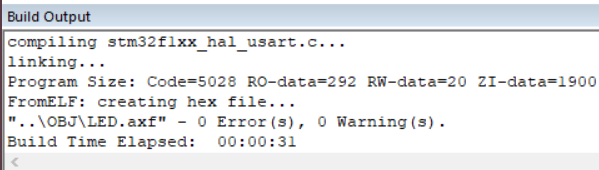 Build Output
compiling stm32f1xx_hal_usart.c...
linking...
Program Size: Code=5028 RO-data=292 RW-data=20 ZI-data=1900
FromELF: creating hex file...
"..\OBJ\LED.axf" - 0 Error(s), 0 Warning(s).
Build Time Elapsed:  00:00:31